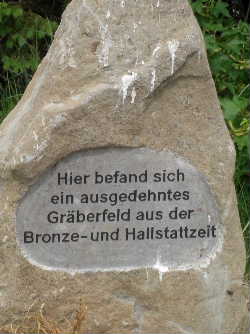 Hier befand sich
ein ausgedehntes
Gräberfeld aus der
Bronze- und Hallstattzeit